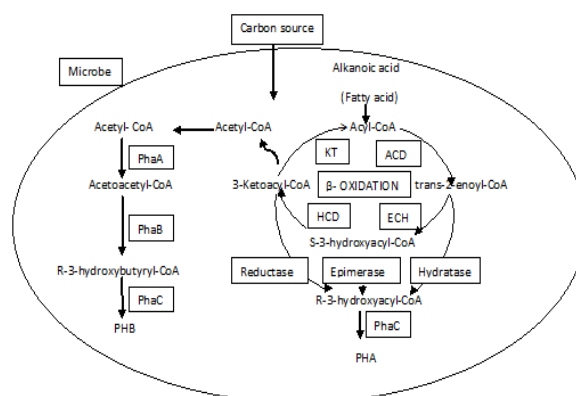 Carbon source
Microbe
Alkanoic acid
(Fatty acid)
Acetyl- CoA
Acetyl-CoA
Acyl-CoA
PhaA
KT
ACD
Acetoacetyl-CoA
3-Ketoacyl-CoA
β- OXIDATION
trans-2-enoyl-CoA
PhaB
HCD
ECH
S-3-hydroxyacyl-CoA
R-3-hydroxybutyryl-CoA
Reductase
Epimerase
Hydratase
R-3-hydroxyacyl-CoA
PhaC
PhaC
PHB
PHA